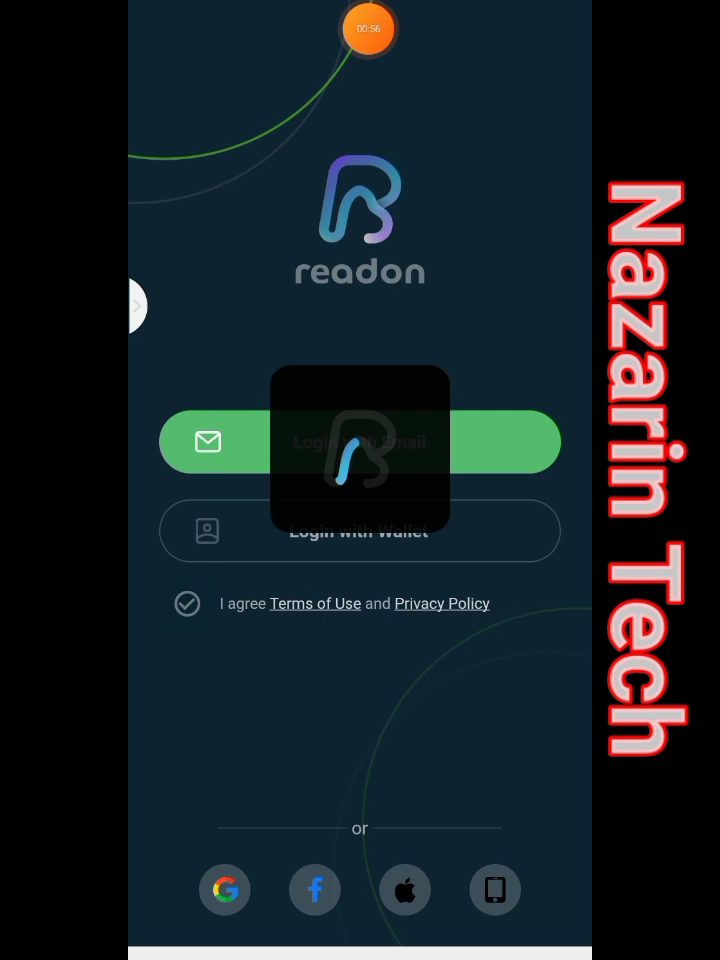 00:56
readon
Login with Email
Login with Wallet
I agree Terms of Use and Privacy Policy
or
Nazarin Tech